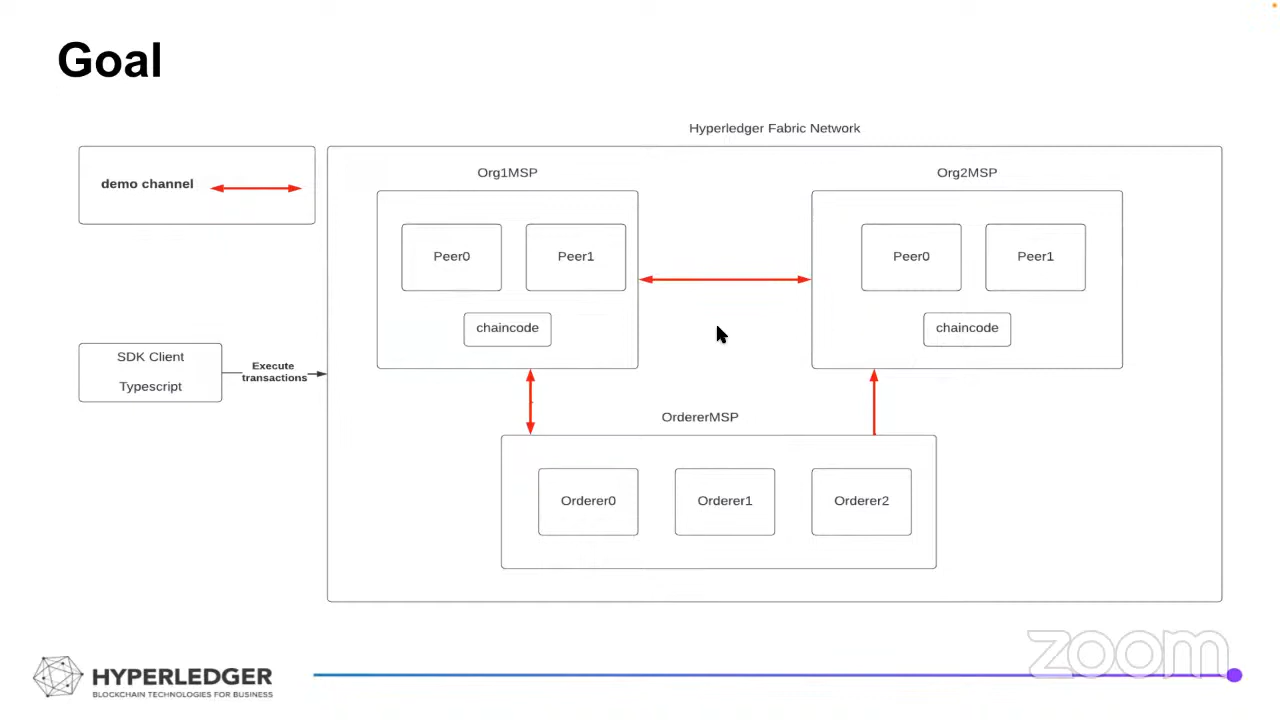 Goal
Hyperledger Fabric Network
demo channel
Org1MSP
Org2MSP
Peer0
Peer1
Peer0
Peer1
chaincode
chaincode
SDK Client
Typescript
Execute
transactions
OrdererMSP
Orderer0
Orderer1
Orderer2
HYPERLEDGER
BLOCKCHAIN TECHNOLOGIES FOR BUSINESS
zoom